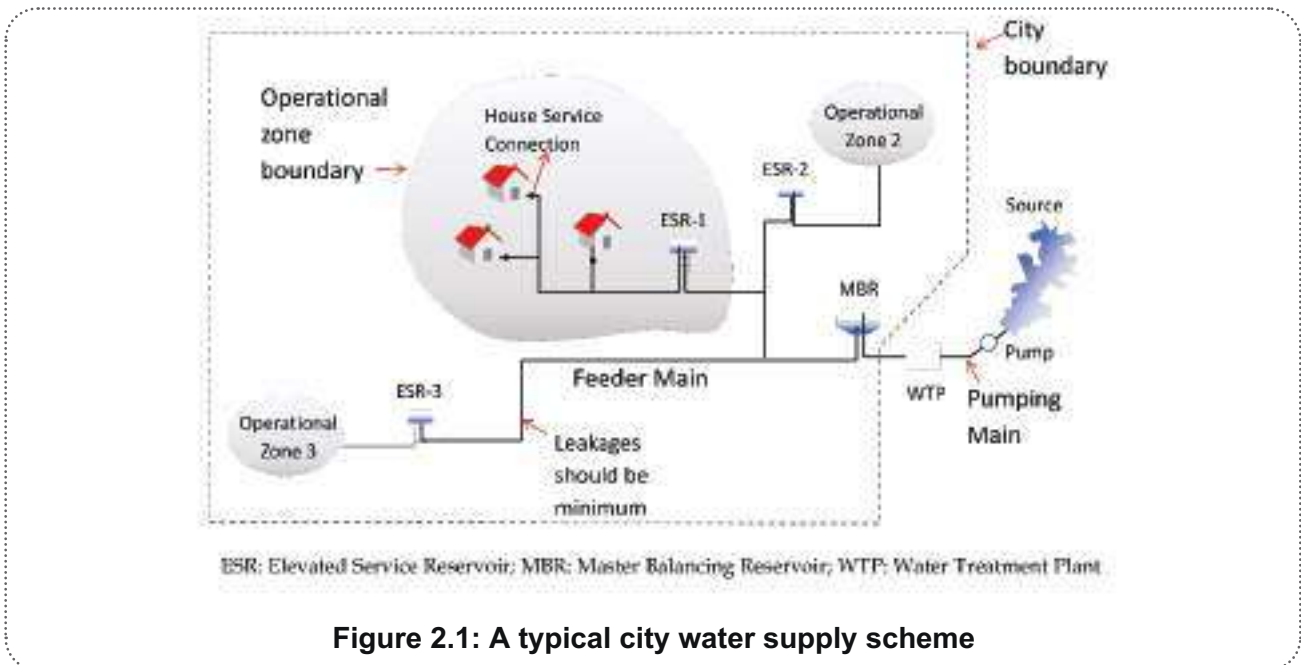 City
boundary
Operational
zone
boundary
House Service
Connection
Operational
Zone 2
ESR-2
Source
ESR-1
MBR
Pump
WTP
Pumping
Main
Feeder Main
ESR-3
Operational
Zone 3
Leakages
should be
minimum
ESR: Elevated Service Reservoir; MBR: Master Balancing Reservoir; WTP: Water Treatment Plant
Figure 2.1: A typical city water supply scheme